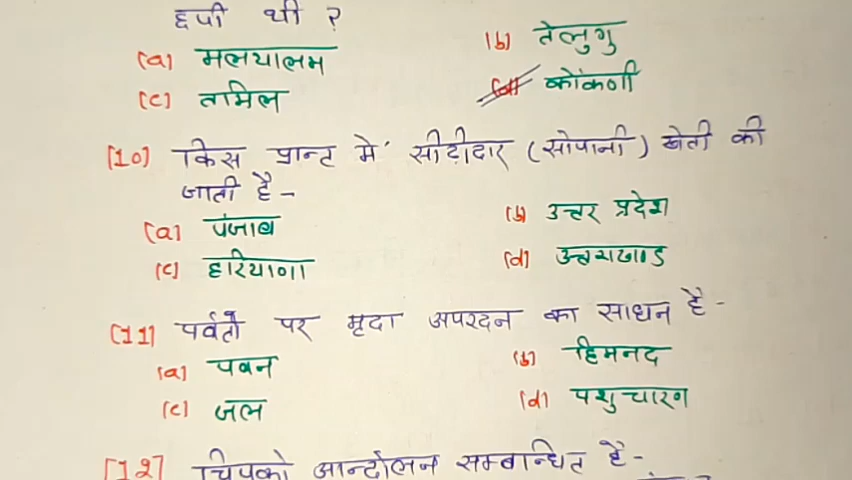 छपी थी ?
(a) मलयालम (b) तेलुगु
(c) तामिल (d) कोंकणी
[10] किस प्रान्ट में सीढ़ीदार (सोपानी) खेती की
जाती है -
(a) पंजाब (b) उत्तर प्रदेश
(c) हरियाणा (d) उत्तराखण्ड
[11] पर्वतों पर मृदा अपरदन का साधन है -
(a) पवन (b) हिमनद
(c) जल (d) पशुचारण
[12] चिपको आन्दोलन सम्बन्धित है -